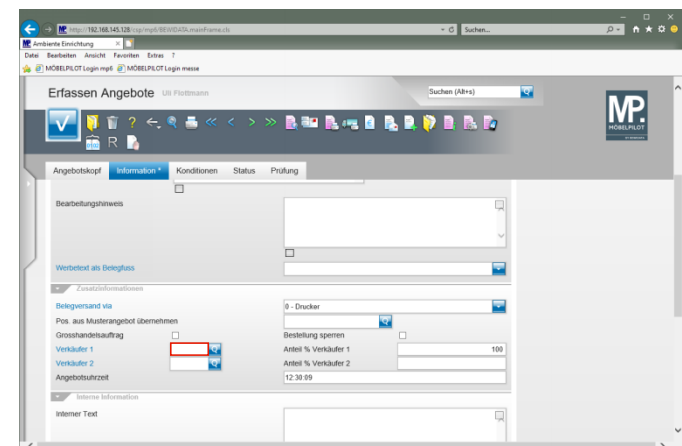 http://192.168.145.128/csp/mp6/BEWIDATA.mainFrame.cls
Suchen...
Ambiente Einrichtung
Datei Bearbeiten Ansicht Favoriten Extras ?
MÖBELPILOT Login mp6 MÖBELPILOT Login messe
Erfassen Angebote Uli Flottmann
Suchen (Alt+s)
MP.
MÖBELPILOT
R
Angebotskopf Information * Konditionen Status Prüfung
Bearbeitungshinweis
Werbetext als Belegfuss
Zusatzinformationen
Belegversand via 0 - Drucker
Pos. aus Musterangebot übernehmen
Grosshandelsauftrag Bestellung sperren
Verkäufer 1 Anteil % Verkäufer 1 100
Verkäufer 2 Anteil % Verkäufer 2
Angebotsuhrzeit 12:30:09
Interne Information
Interner Text